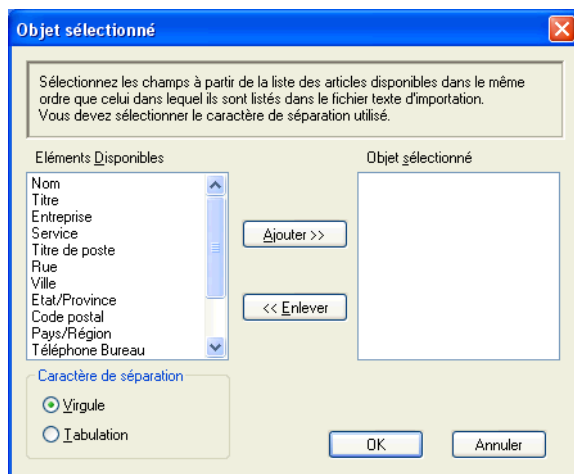 Objet sélectionné
Sélectionnez les champs à partir de la liste des articles disponibles dans le même
ordre que celui dans lequel ils sont listés dans le fichier texte d'importation.
Vous devez sélectionner le caractère de séparation utilisé.
Eléments Disponibles
Objet sélectionné
Nom
Titre
Entreprise
Service
Titre de poste
Rue
Ville
Etat/Province
Code postal
Pays/Région
Téléphone Bureau
Ajouter >>
<< Enlever
Caractère de séparation
Virgule
Tabulation
OK
Annuler